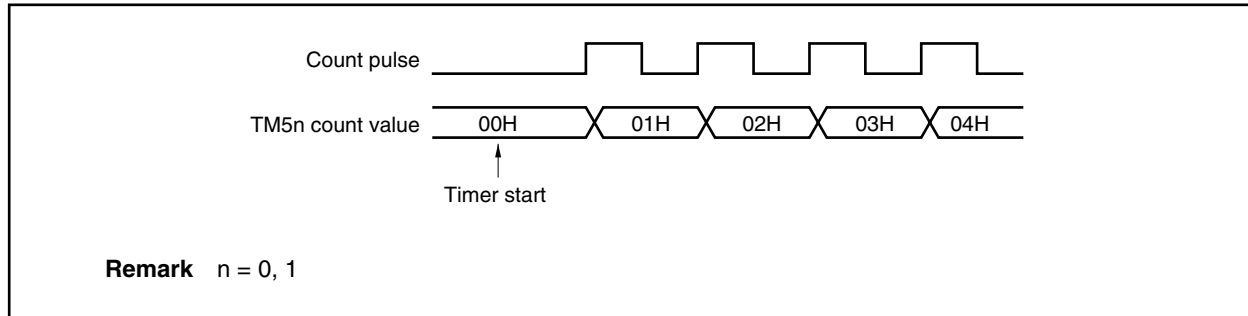 Count pulse
TM5n count value 00H 01H 02H 03H 04H
Timer start
Remark n = 0, 1